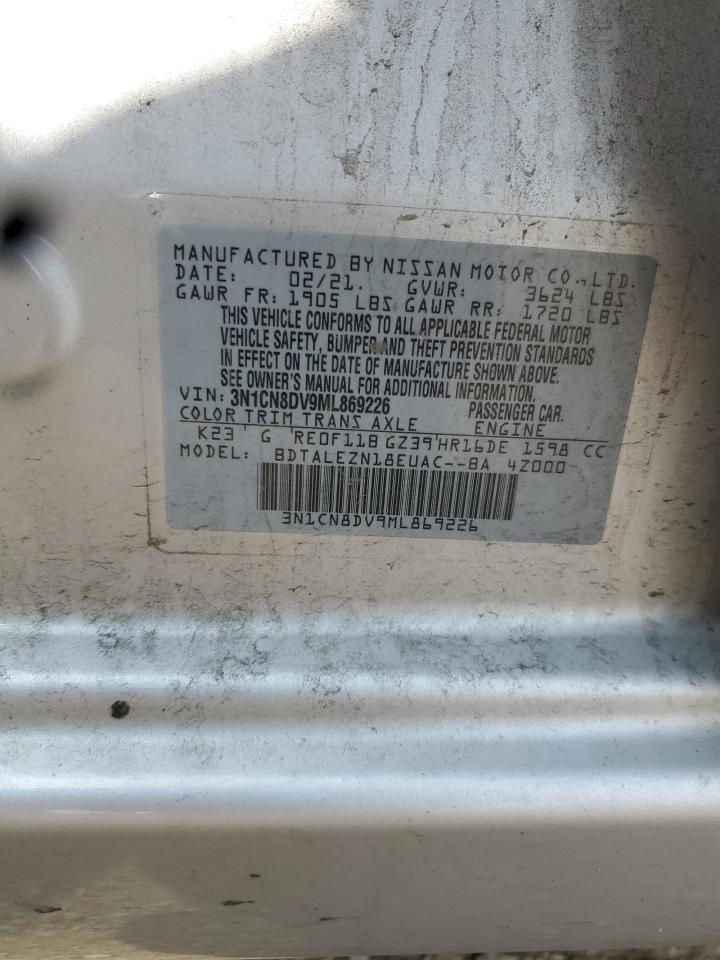 MANUFACTURED BY NISSAN MOTOR CO., LTD.
DATE: 02/21. GVWR: 3624 LBS
GAWR FR: 1905 LBS GAWR RR: 1720 LBS
THIS VEHICLE CONFORMS TO ALL APPLICABLE FEDERAL MOTOR
VEHICLE SAFETY, BUMPER AND THEFT PREVENTION STANDARDS
IN EFFECT ON THE DATE OF MANUFACTURE SHOWN ABOVE.
SEE OWNER'S MANUAL FOR ADDITIONAL INFORMATION.
VIN: 3N1CN8DV9ML869226 PASSENGER CAR.
COLOR TRIM TRANS AXLE ENGINE
K23 ' G 'RE0F11B GZ39'HR16DE 1598 CC
MODEL: BDTALEZN18EUAC--BA 4Z000
3N1CN8DV9ML869226